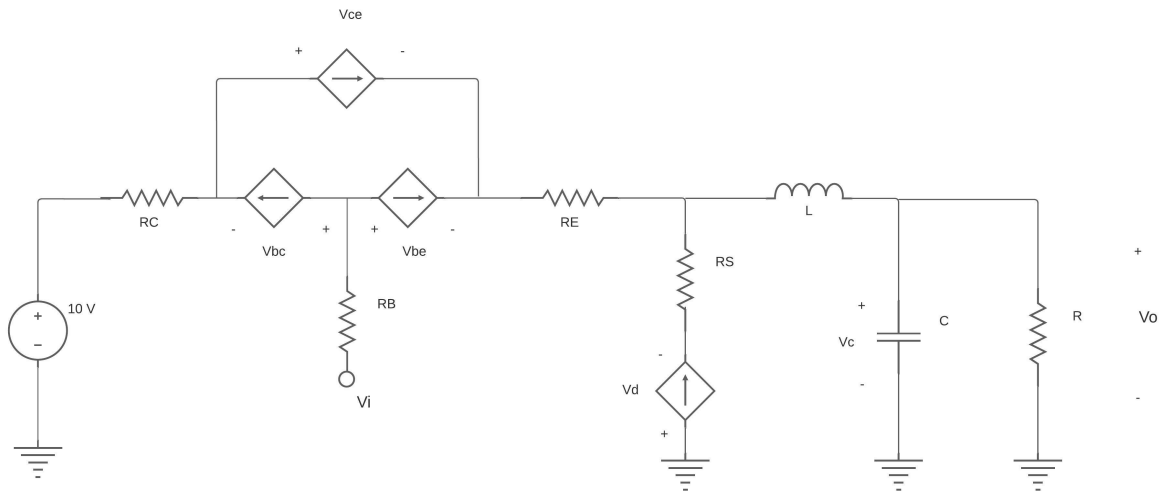 Vce
+ -
RC
- Vbc +
+ Vbe -
RE
L
10 V
+
−
RB
Vi
RS
-
Vd
+
+
Vc
-
C
R
+
Vo
-